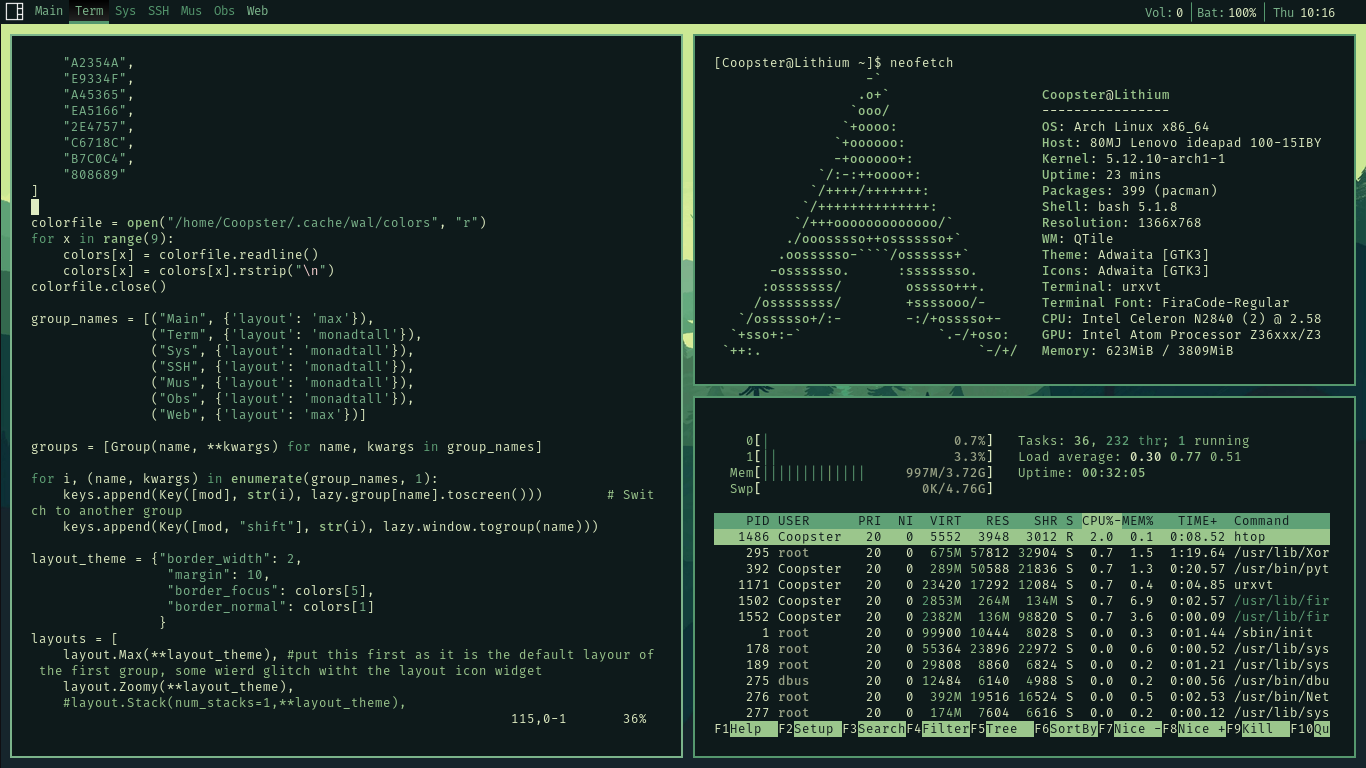 Main Term Sys SSH Mus Obs Web Vol: 0 Bat: 100% Thu 10:16
"A2354A",
"E9334F",
"A45365",
"EA5166",
"2E4757",
"C6718C",
"B7C0C4",
"808689"
]
colorfile = open("/home/Coopster/.cache/wal/colors", "r")
for x in range(9):
colors[x] = colorfile.readline()
colors[x] = colors[x].rstrip("\n")
colorfile.close()
group_names = [("Main", {'layout': 'max'}),
("Term", {'layout': 'monadtall'}),
("Sys", {'layout': 'monadtall'}),
("SSH", {'layout': 'monadtall'}),
("Mus", {'layout': 'monadtall'}),
("Obs", {'layout': 'monadtall'}),
("Web", {'layout': 'max'})]
groups = [Group(name, **kwargs) for name, kwargs in group_names]
for i, (name, kwargs) in enumerate(group_names, 1):
keys.append(Key([mod], str(i), lazy.group[name].toscreen())) # Swit
ch to another group
keys.append(Key([mod, "shift"], str(i), lazy.window.togroup(name)))
layout_theme = {"border_width": 2,
"margin": 10,
"border_focus": colors[5],
"border_normal": colors[1]
}
layouts = [
layout.Max(**layout_theme), #put this first as it is the default layour of
the first group, some wierd glitch witht the layout icon widget
layout.Zoomy(**layout_theme),
#layout.Stack(num_stacks=1,**layout_theme),
115,0-1 36%
[Coopster@Lithium ~]$ neofetch
-`
.o+` Coopster@Lithium
`ooo/ ----------------
`+oooo: OS: Arch Linux x86_64
`+oooooo: Host: 80MJ Lenovo ideapad 100-15IBY
-+oooooo+: Kernel: 5.12.10-arch1-1
`/:-:++oooo+: Uptime: 23 mins
`/++++/+++++++: Packages: 399 (pacman)
`/++++++++++++++: Shell: bash 5.1.8
`/+++ooooooooooooo/` Resolution: 1366x768
./ooosssso++osssssso+` WM: QTile
.oossssso-````/ossssss+` Theme: Adwaita [GTK3]
-osssssso. :ssssssso. Icons: Adwaita [GTK3]
:osssssss/ osssso+++. Terminal: urxvt
/ossssssss/ +ssssooo/- Terminal Font: FiraCode-Regular
`/ossssso+/:- -:/+osssso+- CPU: Intel Celeron N2840 (2) @ 2.58
`+sso+:-` `.-/+oso: GPU: Intel Atom Processor Z36xxx/Z3
`++:. `-/+/ Memory: 623MiB / 3809MiB
0[| 0.7%] Tasks: 36, 232 thr; 1 running
1[|| 3.3%] Load average: 0.30 0.77 0.51
Mem[||||||||||||| 997M/3.72G] Uptime: 00:32:05
Swp[ 0K/4.76G]
PID USER PRI NI VIRT RES SHR S CPU%-MEM% TIME+ Command
1486 Coopster 20 0 5552 3948 3012 R 2.0 0.1 0:08.52 htop
295 root 20 0 675M 57812 32904 S 0.7 1.5 1:19.64 /usr/lib/Xor
392 Coopster 20 0 289M 50588 21836 S 0.7 1.3 0:20.57 /usr/bin/pyt
1171 Coopster 20 0 23420 17292 12084 S 0.7 0.4 0:04.85 urxvt
1502 Coopster 20 0 2853M 264M 134M S 0.7 6.9 0:02.57 /usr/lib/fir
1552 Coopster 20 0 2382M 136M 98820 S 0.7 3.6 0:00.09 /usr/lib/fir
1 root 20 0 99900 10444 8028 S 0.0 0.3 0:01.44 /sbin/init
178 root 20 0 55364 23896 22972 S 0.0 0.6 0:00.52 /usr/lib/sys
189 root 20 0 29808 8860 6824 S 0.0 0.2 0:01.21 /usr/lib/sys
275 dbus 20 0 12484 6140 4988 S 0.0 0.2 0:00.56 /usr/bin/dbu
276 root 20 0 392M 19516 16524 S 0.0 0.5 0:02.53 /usr/bin/Net
277 root 20 0 174M 7604 6616 S 0.0 0.2 0:00.12 /usr/lib/sys
F1Help F2Setup F3SearchF4FilterF5Tree F6SortByF7Nice -F8Nice +F9Kill F10Qu